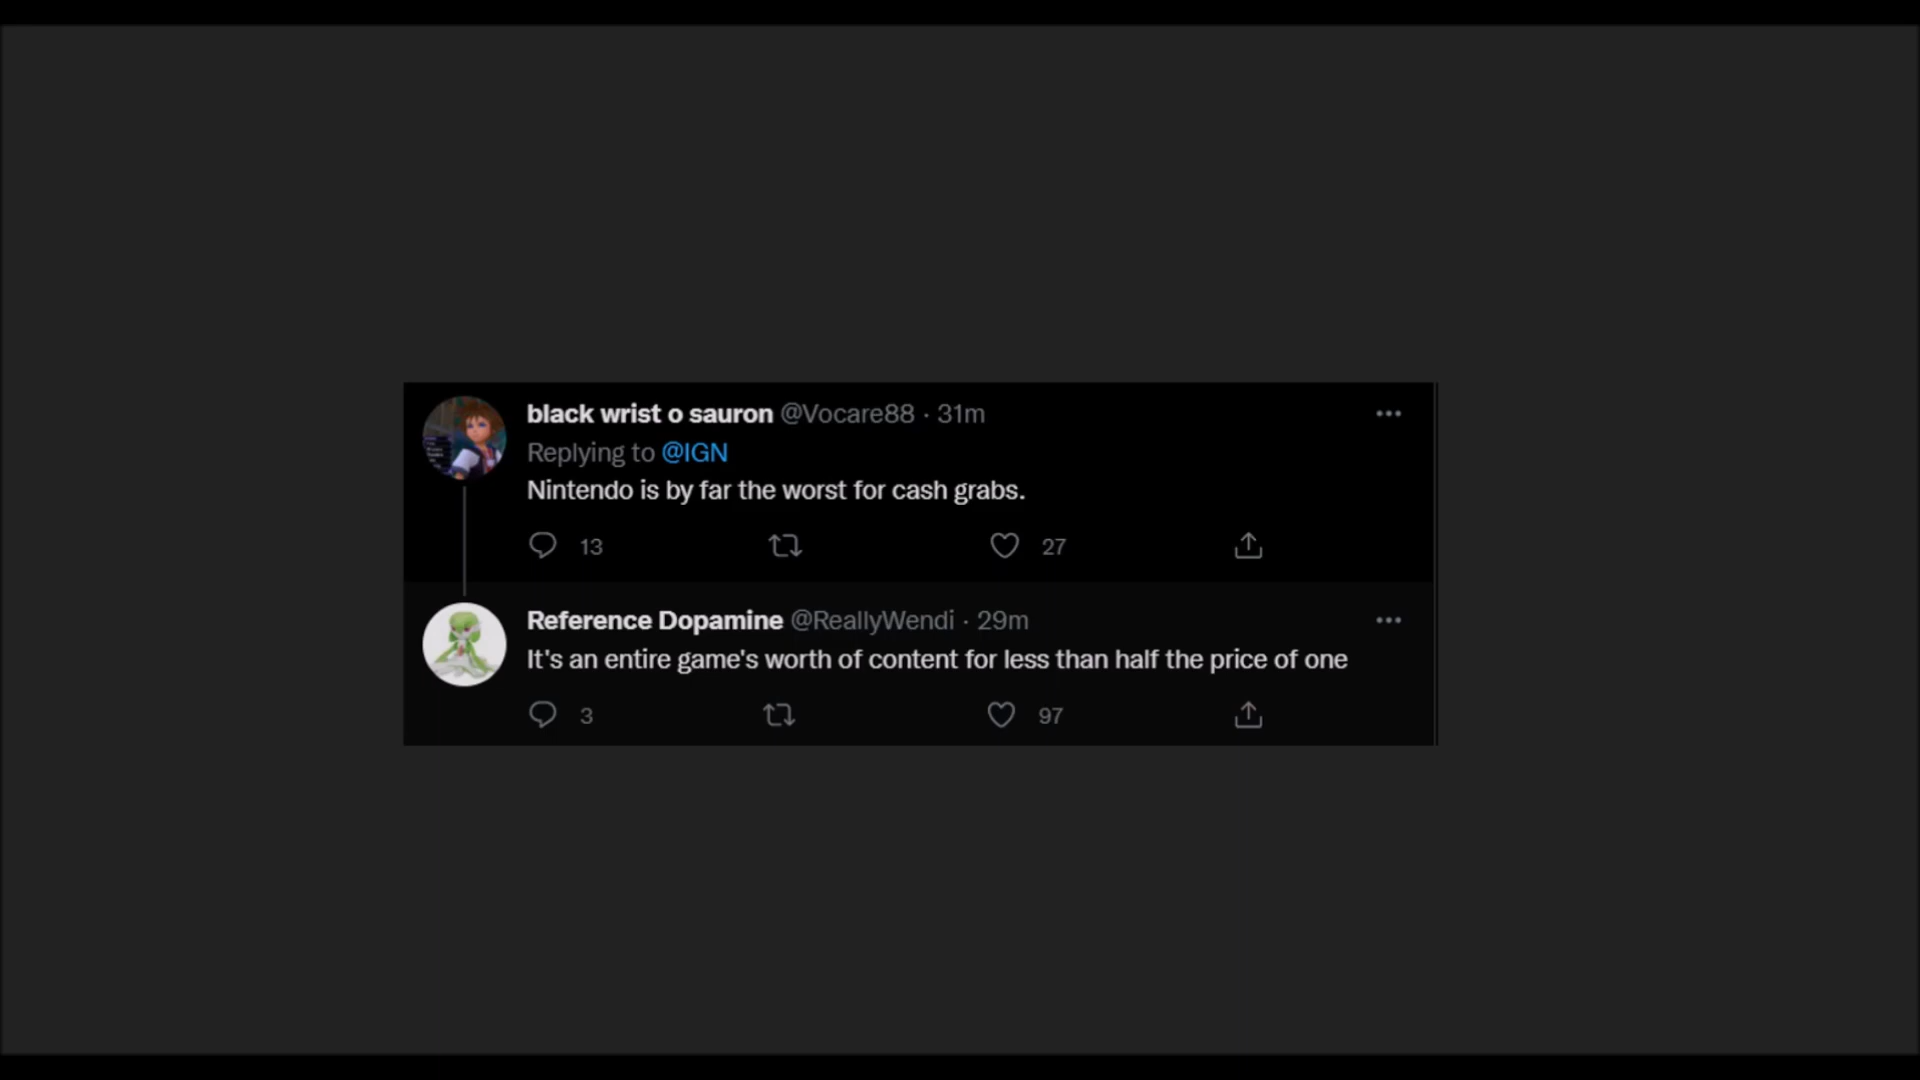 black wrist o sauron @Vocare88 · 31m
Replying to @IGN
Nintendo is by far the worst for cash grabs.
13 27
Reference Dopamine @ReallyWendi · 29m
It's an entire game's worth of content for less than half the price of one
3 97